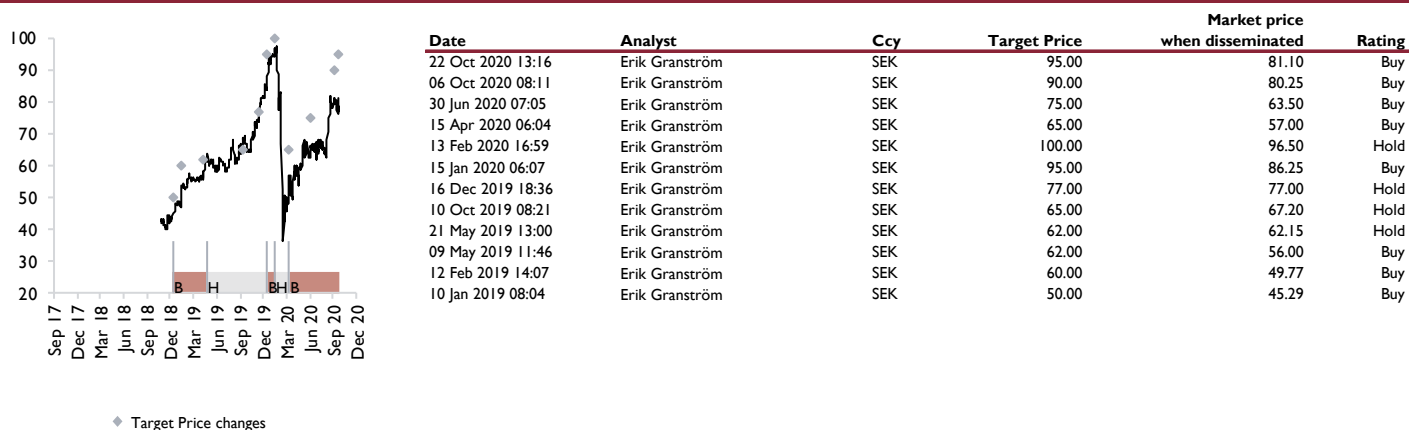 100
90
80
70
60
50
40
30
20
B H B H B
Sep 17
Dec 17
Mar 18
Jun 18
Sep 18
Dec 18
Mar 19
Jun 19
Sep 19
Dec 19
Mar 20
Jun 20
Sep 20
Dec 20
Target Price changes
Market price
Date Analyst Ccy Target Price when disseminated Rating
22 Oct 2020 13:16 Erik Granström SEK 95.00 81.10 Buy
06 Oct 2020 08:11 Erik Granström SEK 90.00 80.25 Buy
30 Jun 2020 07:05 Erik Granström SEK 75.00 63.50 Buy
15 Apr 2020 06:04 Erik Granström SEK 65.00 57.00 Buy
13 Feb 2020 16:59 Erik Granström SEK 100.00 96.50 Hold
15 Jan 2020 06:07 Erik Granström SEK 95.00 86.25 Buy
16 Dec 2019 18:36 Erik Granström SEK 77.00 77.00 Hold
10 Oct 2019 08:21 Erik Granström SEK 65.00 67.20 Hold
21 May 2019 13:00 Erik Granström SEK 62.00 62.15 Hold
09 May 2019 11:46 Erik Granström SEK 62.00 56.00 Buy
12 Feb 2019 14:07 Erik Granström SEK 60.00 49.77 Buy
10 Jan 2019 08:04 Erik Granström SEK 50.00 45.29 Buy